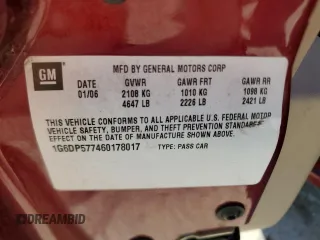 GM
MFD BY GENERAL MOTORS CORP
DATE GVWR GAWR FRT GAWR RR
01/06 2108 KG 1010 KG 1098 KG
4647 LB 2226 LB 2421 LB
THIS VEHICLE CONFORMS TO ALL APPLICABLE U.S. FEDERAL MOTOR
VEHICLE SAFETY, BUMPER, AND THEFT PREVENTION STANDARDS IN
EFFECT ON THE DATE OF MANUFACTURE SHOWN ABOVE.
1G6DP577460178017 TYPE: PASS CAR
DREAMBID